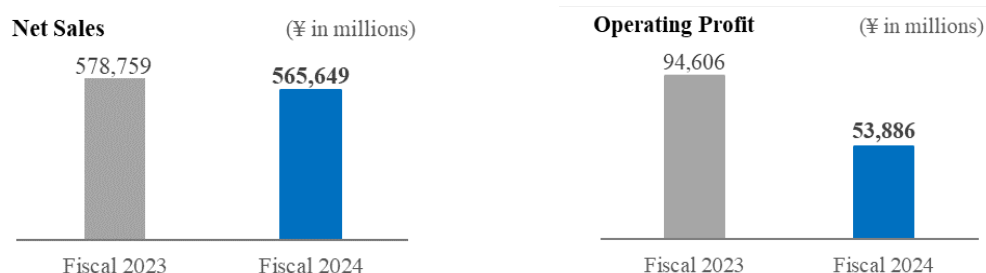 Net Sales (¥ in millions)
578,759
565,649
Fiscal 2023 Fiscal 2024
Operating Profit (¥ in millions)
94,606
53,886
Fiscal 2023 Fiscal 2024